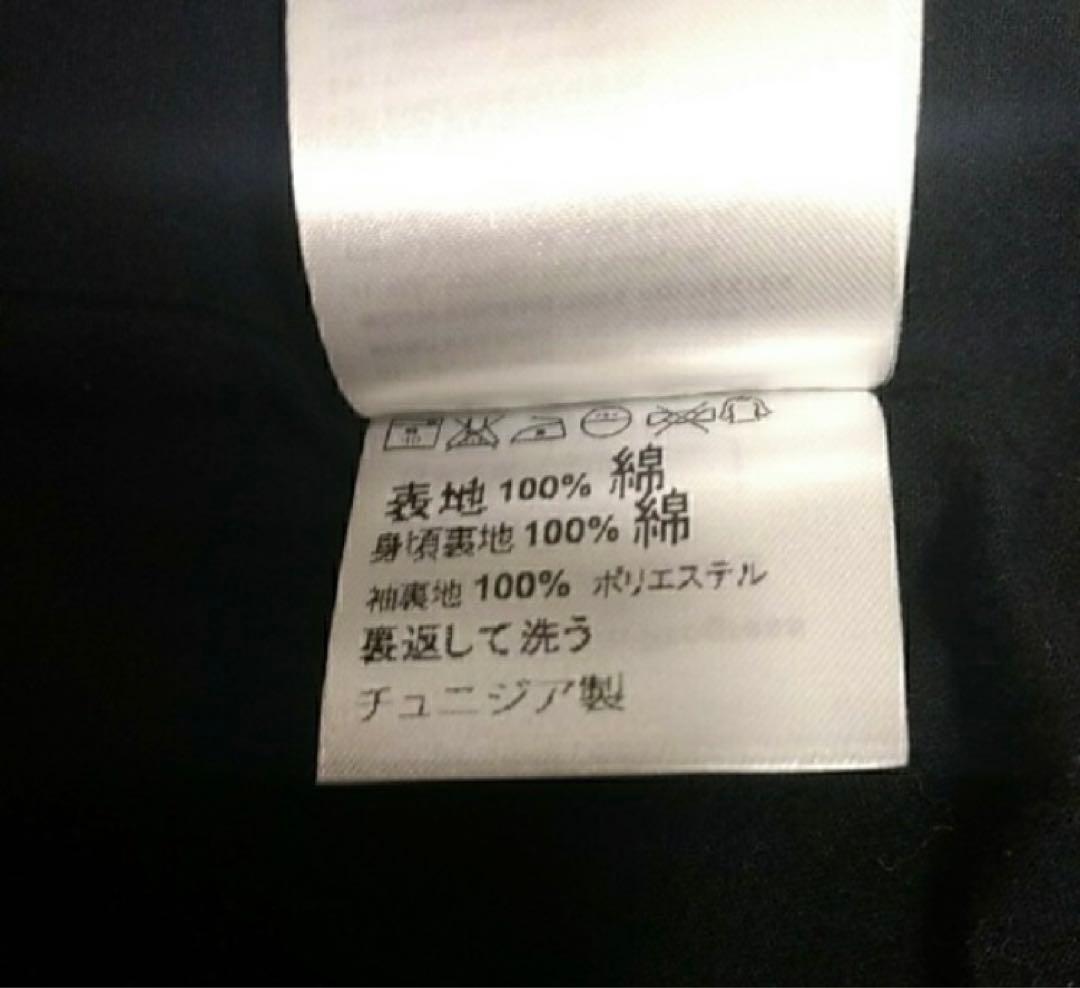 表地 100% 綿
身頃裏地 100% 綿
袖裏地 100% ポリエステル
裏返して洗う
チュニジア製